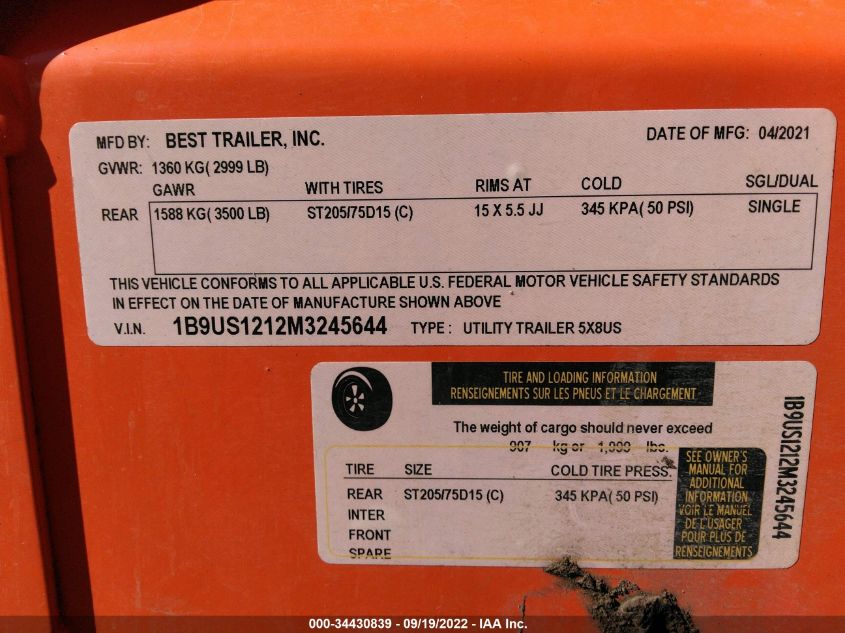 MFD BY: BEST TRAILER, INC. DATE OF MFG: 04/2021
GVWR: 1360 KG( 2999 LB)
GAWR WITH TIRES RIMS AT COLD SGL/DUAL
REAR 1588 KG( 3500 LB) ST205/75D15 (C) 15 X 5.5 JJ 345 KPA( 50 PSI) SINGLE
THIS VEHICLE CONFORMS TO ALL APPLICABLE U.S. FEDERAL MOTOR VEHICLE SAFETY STANDARDS
IN EFFECT ON THE DATE OF MANUFACTURE SHOWN ABOVE
V.I.N. 1B9US1212M3245644 TYPE : UTILITY TRAILER 5X8US
TIRE AND LOADING INFORMATION
RENSEIGNEMENTS SUR LES PNEUS ET LE CHARGEMENT
The weight of cargo should never exceed
907 kg or 1,999 lbs.
TIRE SIZE COLD TIRE PRESS.
REAR ST205/75D15 (C) 345 KPA( 50 PSI)
INTER
FRONT
SPARE
SEE OWNER'S
MANUAL FOR
ADDITIONAL
INFORMATION
VOIR LE MANUEL
DE L'USAGER
POUR PLUS DE
RENSEIGNEMENTS
1B9US1212M3245644
000-34430839 - 09/19/2022 - IAA Inc.